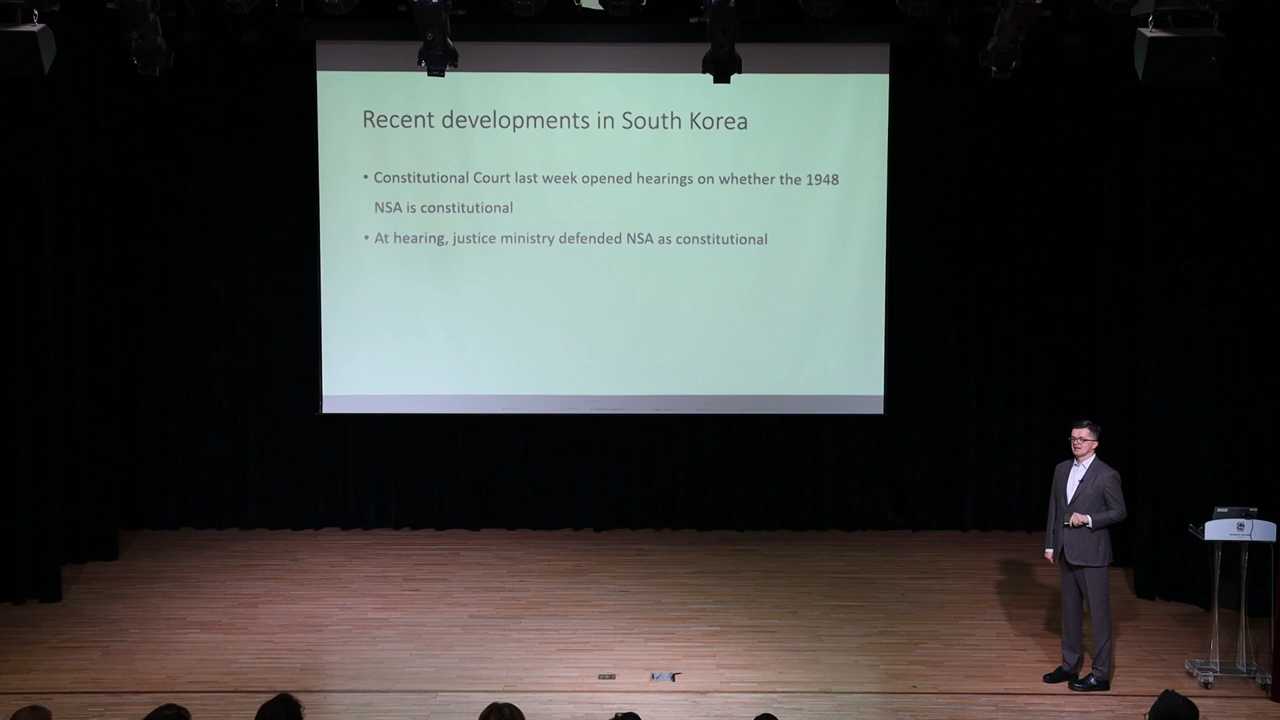 Recent developments in South Korea
• Constitutional Court last week opened hearings on whether the 1948
NSA is constitutional
• At hearing, justice ministry defended NSA as constitutional